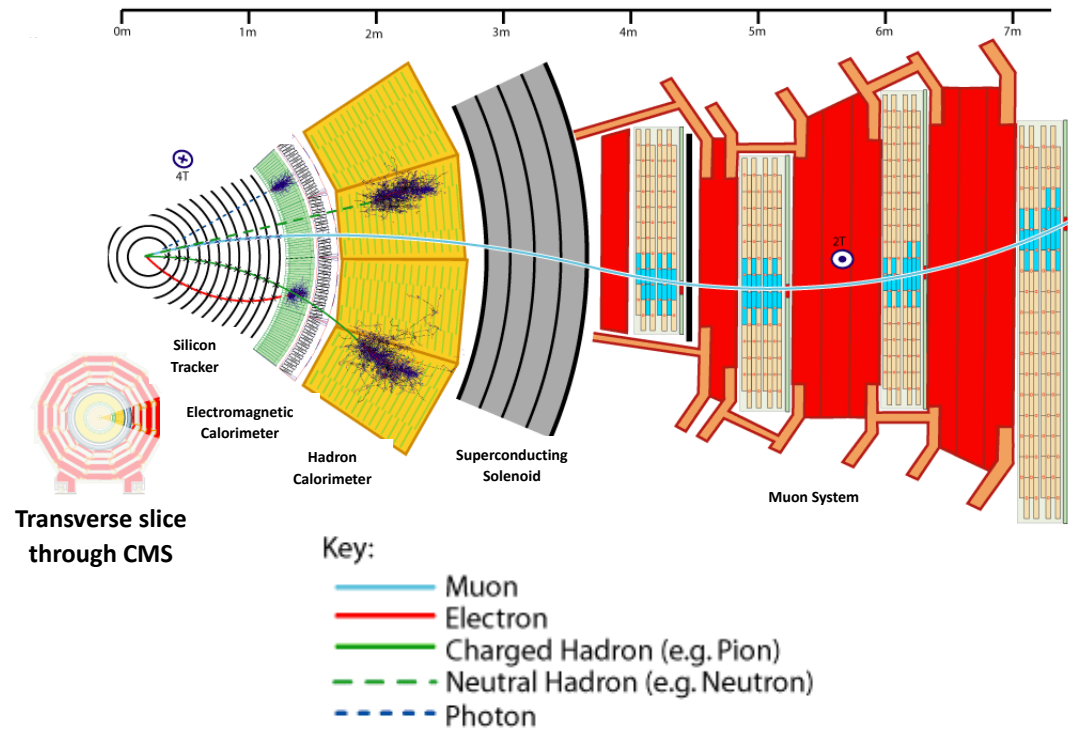 0m 1m 2m 3m 4m 5m 6m 7m
4T
2T
Silicon
Tracker
Electromagnetic
Calorimeter
Hadron
Calorimeter
Superconducting
Solenoid
Muon System
Transverse slice
through CMS
Key:
Muon
Electron
Charged Hadron (e.g. Pion)
Neutral Hadron (e.g. Neutron)
Photon